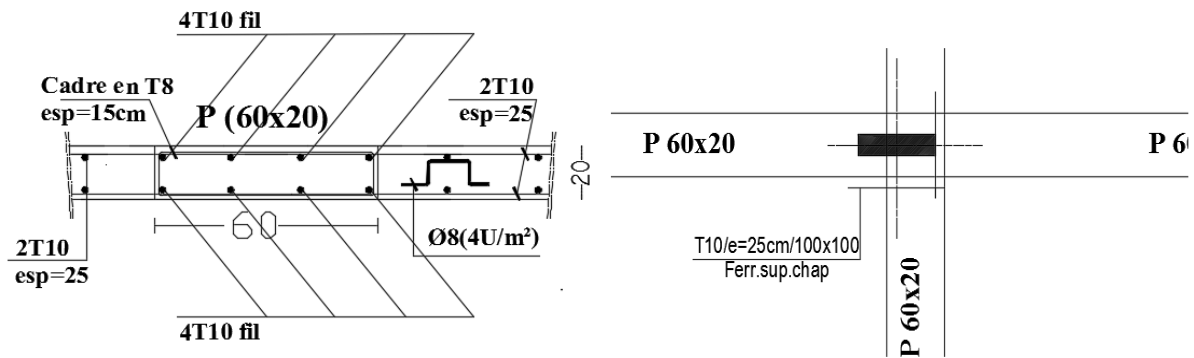 4T10 fil
Cadre en T8
esp=15cm
P (60x20)
2T10
esp=25
20
60
Ø8(4U/m²)
2T10
esp=25
4T10 fil
P 60x20
P 60
T10/e=25cm/100x100
Ferr.sup.chap
P 60x20